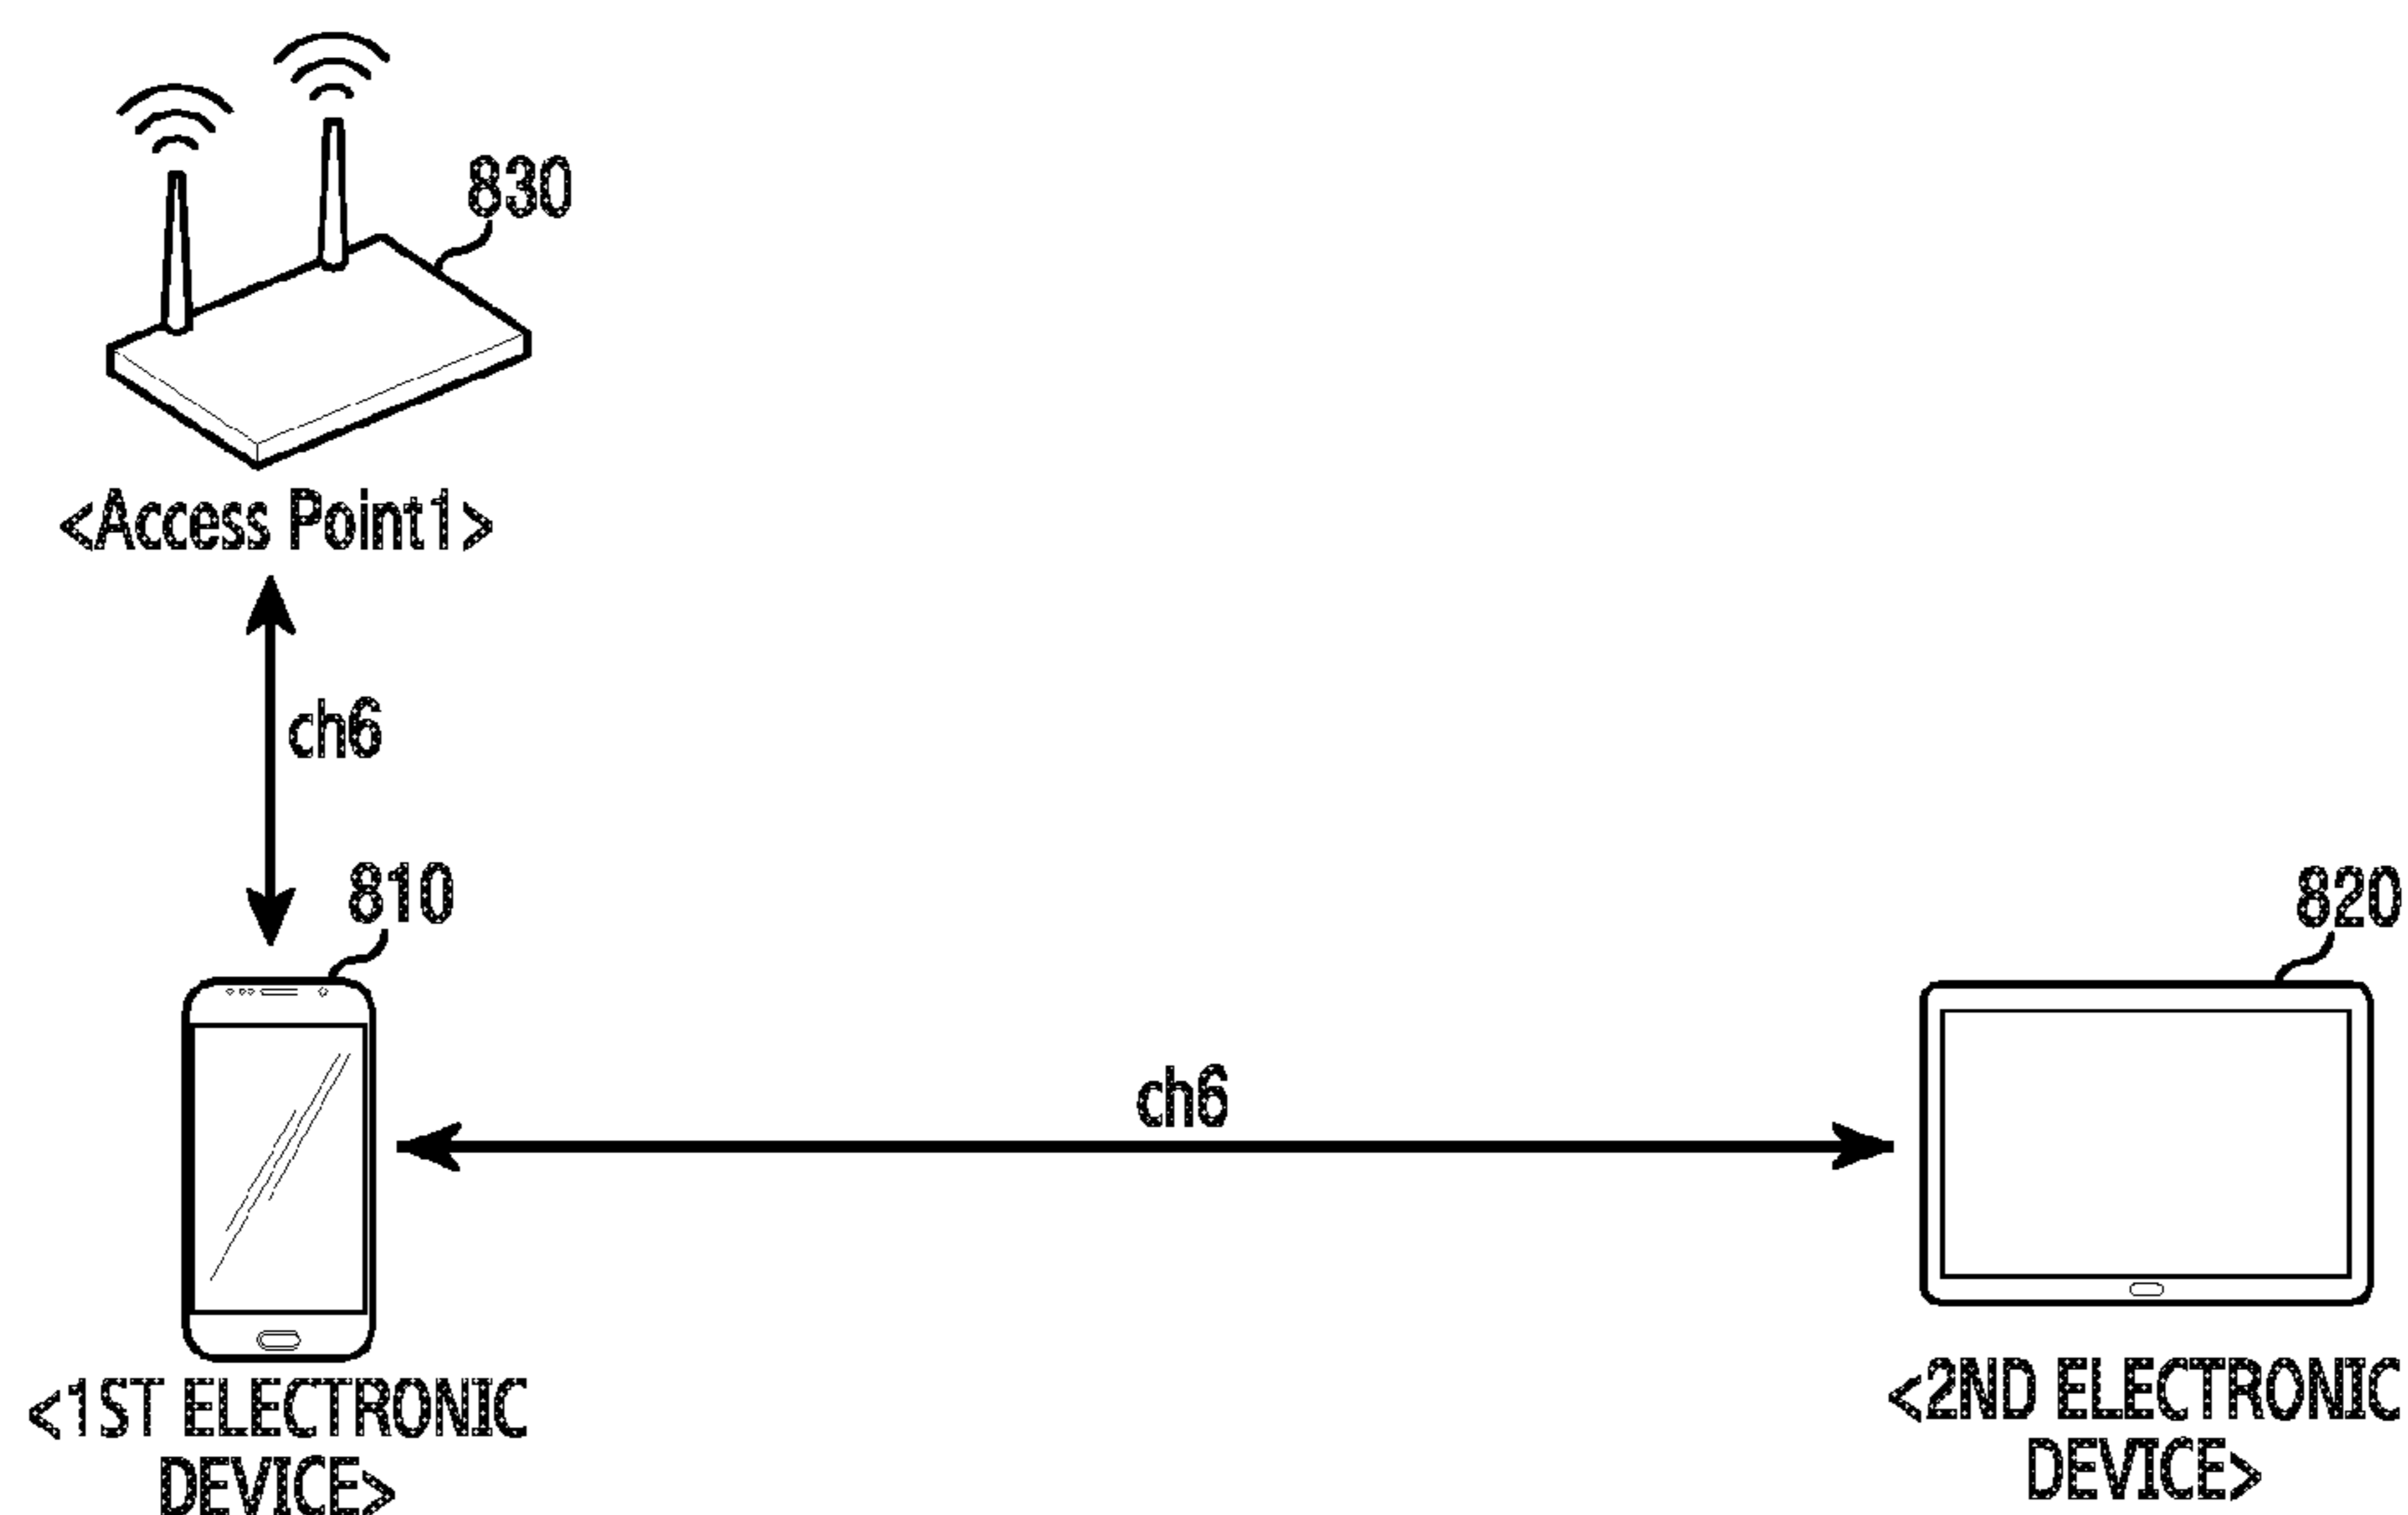 830
<Access Point1>
ch6
810
820
ch6
<1ST ELECTRONIC
DEVICE>
<2ND ELECTRONIC
DEVICE>